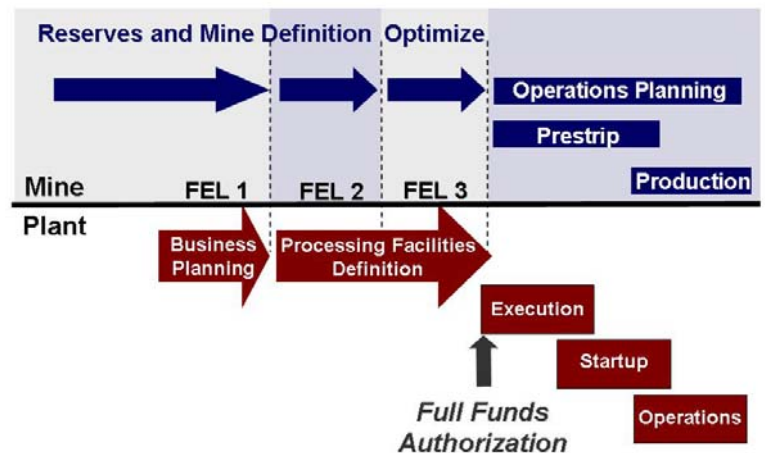 Reserves and Mine Definition
Optimize
Operations Planning
Prestrip
Production
Mine
FEL 1
FEL 2
FEL 3
Plant
Business
Planning
Processing Facilities
Definition
Execution
Startup
Operations
Full Funds
Authorization